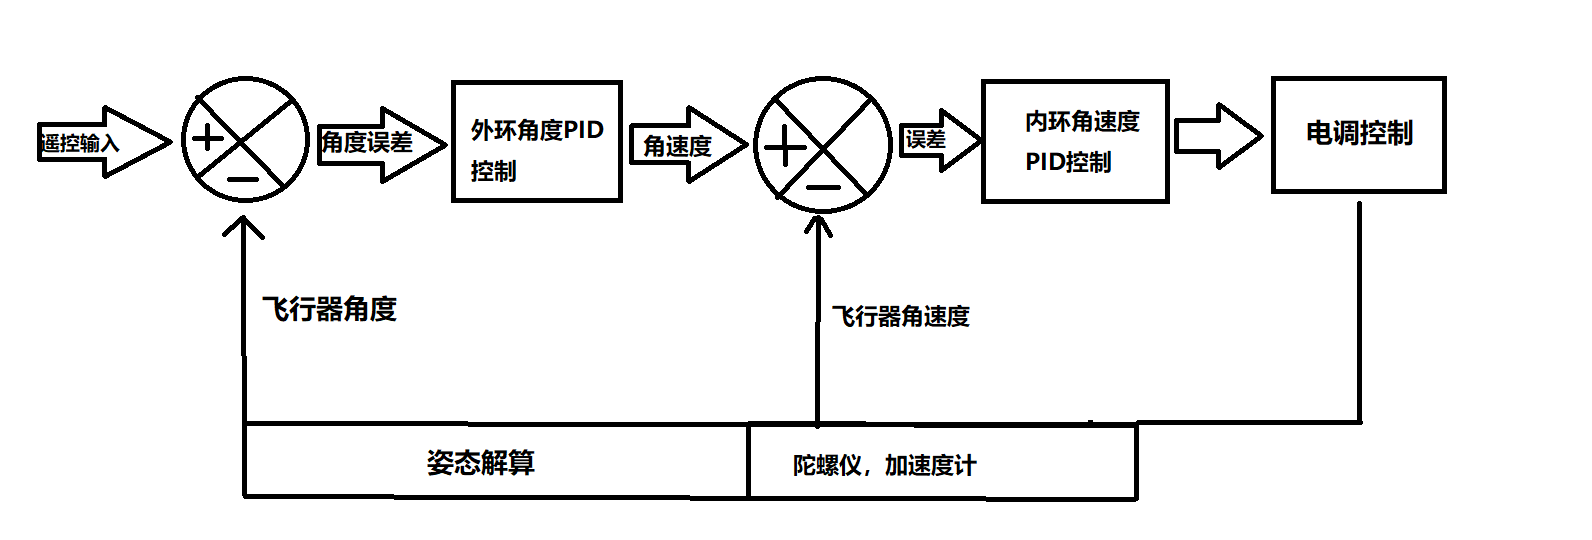 遥控输入
角度误差
外环角度PID
控制
角速度
误差
内环角速度
PID控制
电调控制
飞行器角度
飞行器角速度
姿态解算
陀螺仪，加速度计